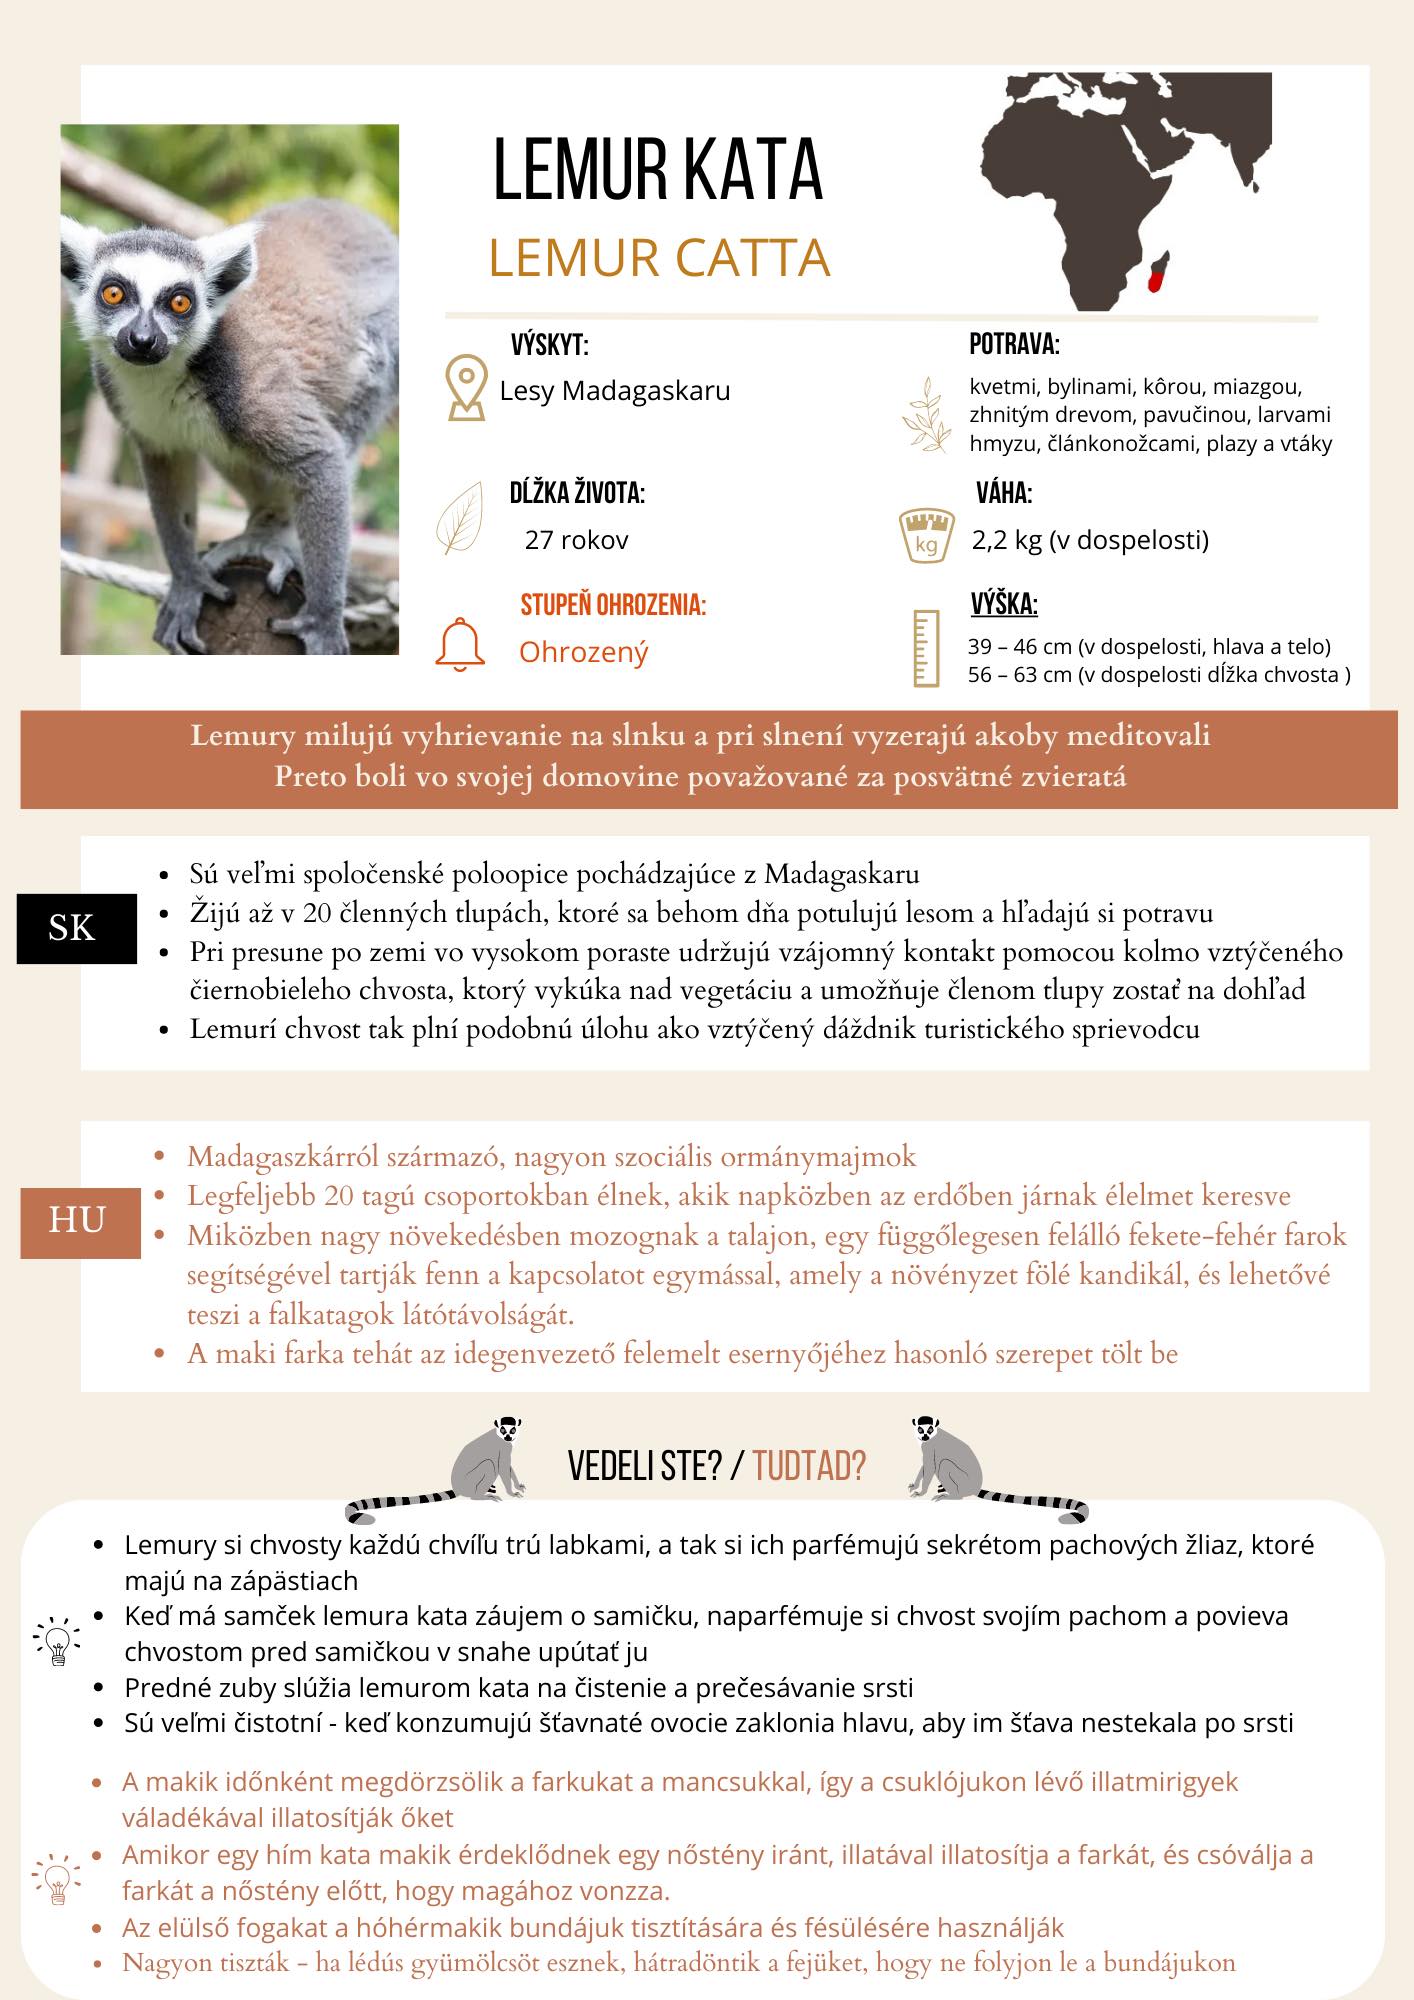 LEMUR KATA
LEMUR CATTA
VÝSKYT:
Lesy Madagaskaru
POTRAVA:
kvetmi, bylinami, kôrou, miazgou,
zhnitým drevom, pavučinou, larvami
hmyzu, článkonožcami, plazy a vtáky
DĹŽKA ŽIVOTA:
27 rokov
VÁHA:
kg
2,2 kg (v dospelosti)
STUPEŇ OHROZENIA:
Ohrozený
VÝŠKA:
39 – 46 cm (v dospelosti, hlava a telo)
56 – 63 cm (v dospelosti dĺžka chvosta )
Lemury milujú vyhrievanie na slnku a pri slnení vyzerajú akoby meditovali
Preto boli vo svojej domovine považované za posvätné zvieratá
SK
• Sú veľmi spoločenské poloopice pochádzajúce z Madagaskaru
• Žijú až v 20 členných tlupách, ktoré sa behom dňa potulujú lesom a hľadajú si potravu
• Pri presune po zemi vo vysokom poraste udržujú vzájomný kontakt pomocou kolmo vztýčeného
čiernobieleho chvosta, ktorý vykúka nad vegetáciu a umožňuje členom tlupy zostať na dohľad
• Lemurí chvost tak plní podobnú úlohu ako vztýčený dáždnik turistického sprievodcu
HU
• Madagaszkárról származó, nagyon szociális ormánymajmok
• Legfeljebb 20 tagú csoportokban élnek, akik napközben az erdőben járnak élelmet keresve
• Miközben nagy növekedésben mozognak a talajon, egy függőlegesen felálló fekete-fehér farok
segítségével tartják fenn a kapcsolatot egymással, amely a növényzet fölé kandikál, és lehetővé
teszi a falkatagok látótávolságát.
• A maki farka tehát az idegenvezető felemelt esernyőjéhez hasonló szerepet tölt be
VEDELI STE? / TUDTAD?
• Lemury si chvosty každú chvíľu trú labkami, a tak si ich parfémujú sekrétom pachových žliaz, ktoré
majú na zápästiach
• Keď má samček lemura kata záujem o samičku, naparfémuje si chvost svojím pachom a povieva
chvostom pred samičkou v snahe upútať ju
• Predné zuby slúžia lemurom kata na čistenie a prečesávanie srsti
• Sú veľmi čistotní - keď konzumujú šťavnaté ovocie zaklonia hlavu, aby im šťava nestekala po srsti
• A makik időnként megdörzsölik a farkukat a mancsukkal, így a csuklójukon lévő illatmirigyek
váladékával illatosítják őket
• Amikor egy hím kata makik érdeklődnek egy nőstény iránt, illatával illatosítja a farkát, és csóválja a
farkát a nőstény előtt, hogy magához vonzza.
• Az elülső fogakat a hóhérmakik bundájuk tisztítására és fésülésére használják
• Nagyon tiszták - ha lédús gyümölcsöt esznek, hátradöntik a fejüket, hogy ne folyjon le a bundájukon